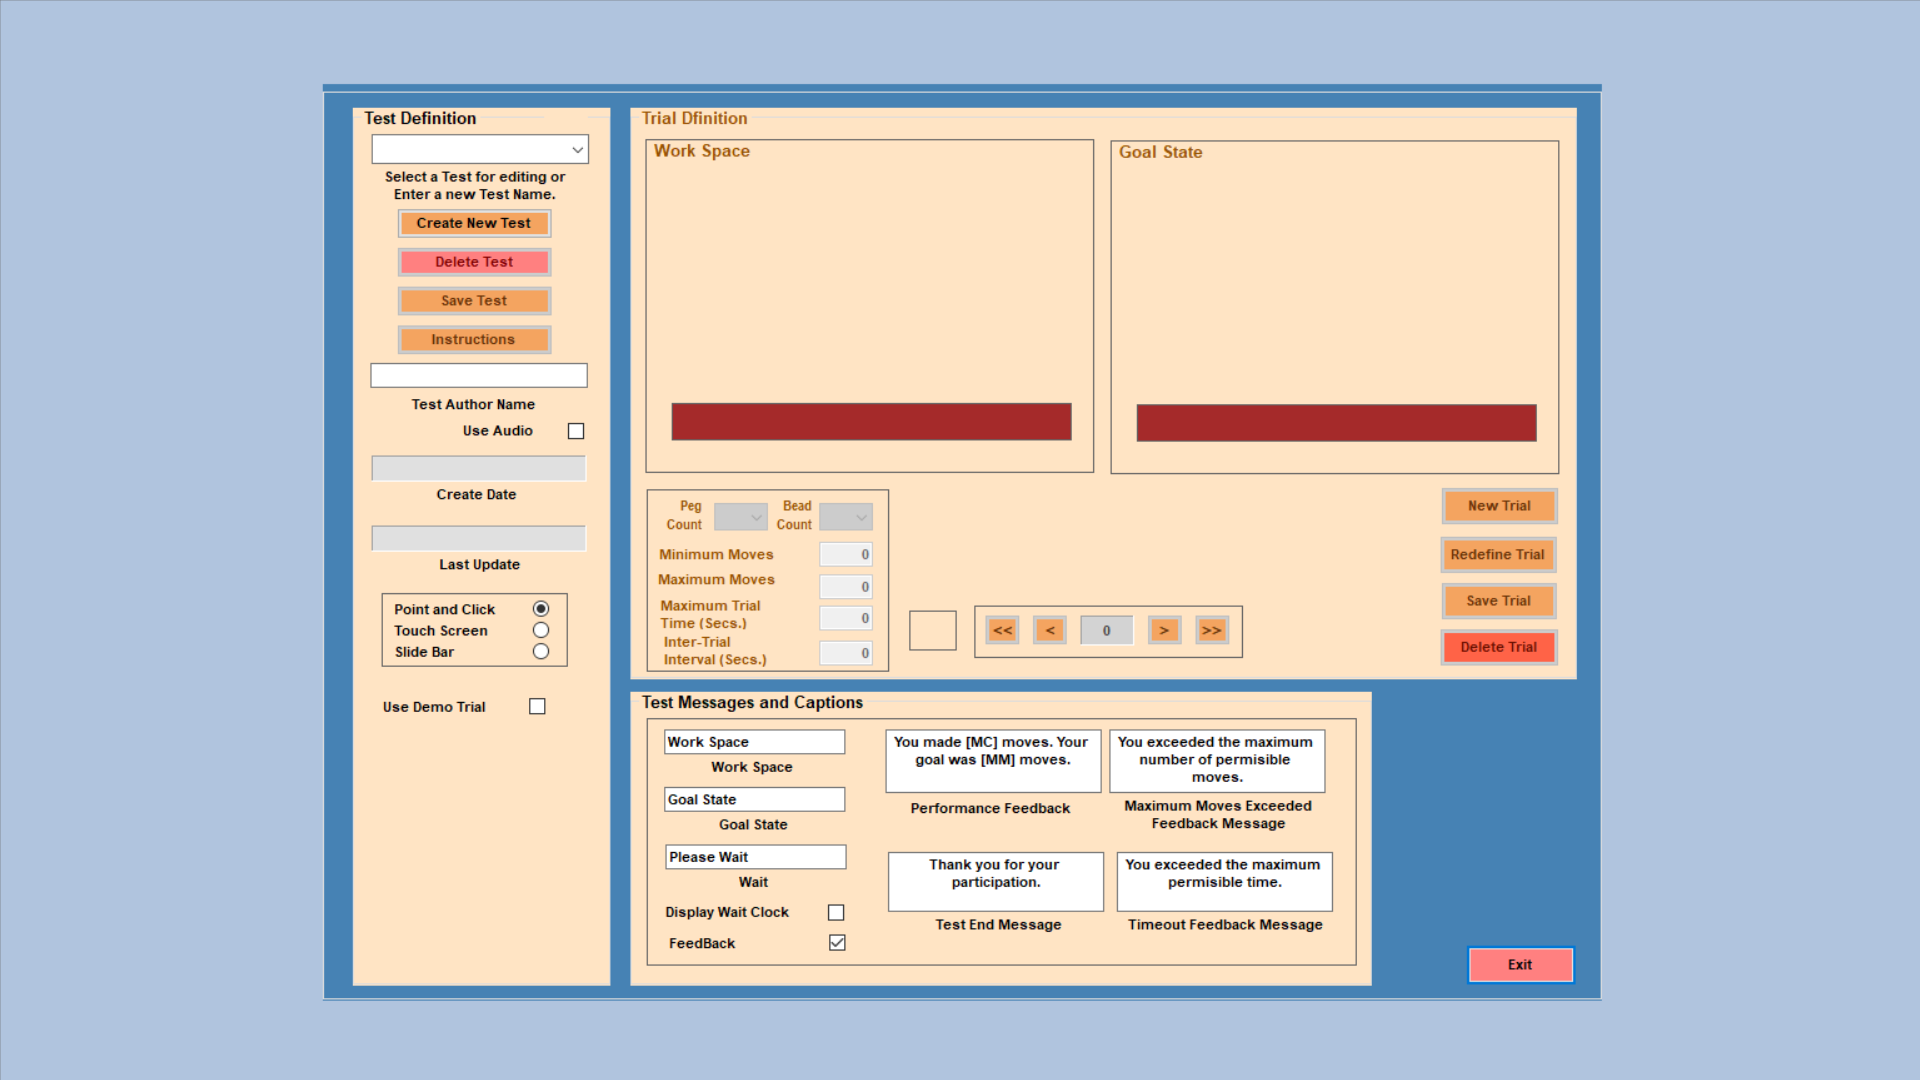 Test Definition
Select a Test for editing or
Enter a new Test Name.
Create New Test
Delete Test
Save Test
Instructions
Test Author Name
Use Audio
Create Date
Last Update
Point and Click
Touch Screen
Slide Bar
Use Demo Trial
Trial Dfinition
Work Space
Goal State
Peg
Count
Bead
Count
Minimum Moves 0
Maximum Moves 0
Maximum Trial
Time (Secs.) 0
Inter-Trial
Interval (Secs.) 0
<< < 0 > >>
New Trial
Redefine Trial
Save Trial
Delete Trial
Test Messages and Captions
Work Space
Work Space
Goal State
Goal State
Please Wait
Wait
Display Wait Clock
FeedBack
You made [MC] moves. Your
goal was [MM] moves.
Performance Feedback
You exceeded the maximum
number of permisible
moves.
Maximum Moves Exceeded
Feedback Message
Thank you for your
participation.
Test End Message
You exceeded the maximum
permisible time.
Timeout Feedback Message
Exit